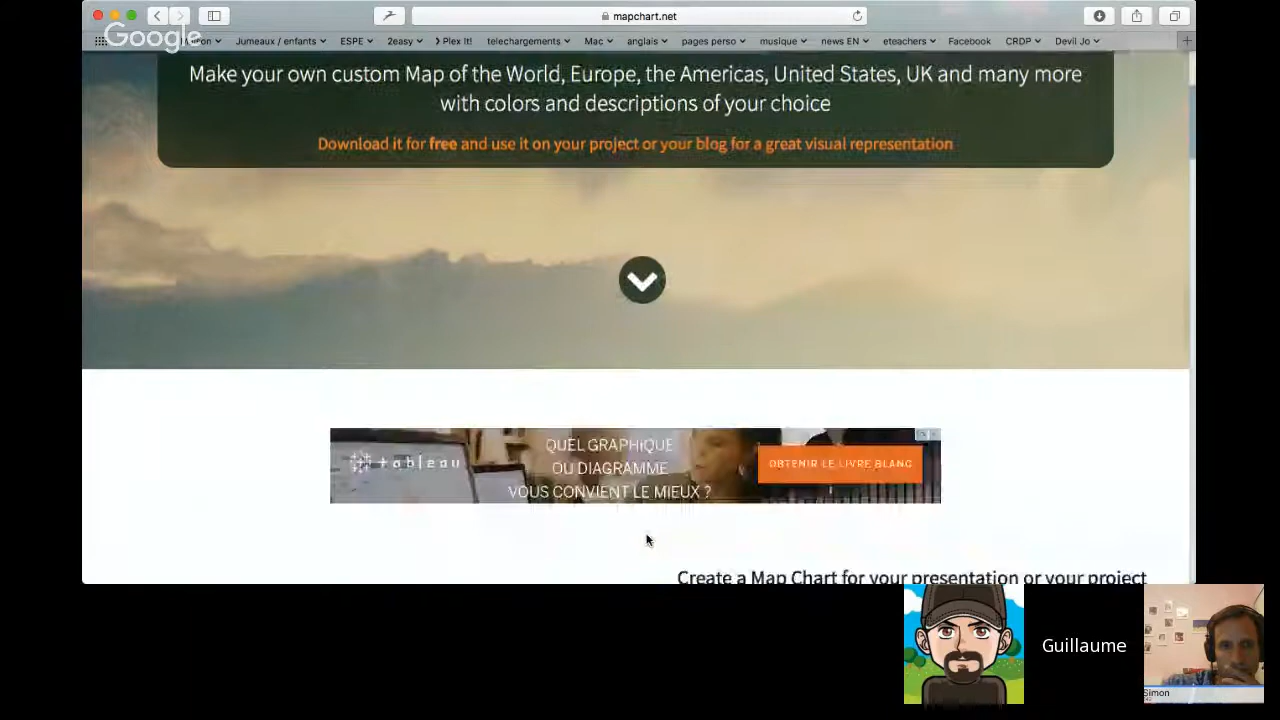 mapchart.net
Google
Jumeaux / enfants
ESPE
2easy
Plex It!
telechargements
Mac
anglais
pages perso
musique
news EN
eteachers
Facebook
CRDP
Devil Jo
Make your own custom Map of the World, Europe, the Americas, United States, UK and many more
with colors and descriptions of your choice
Download it for free and use it on your project or your blog for a great visual representation
tableau
QUEL GRAPHIQUE
OU DIAGRAMME
VOUS CONVIENT LE MIEUX ?
OBTENIR LE LIVRE BLANC
Create a Map Chart for your presentation or your project
Guillaume
Simon